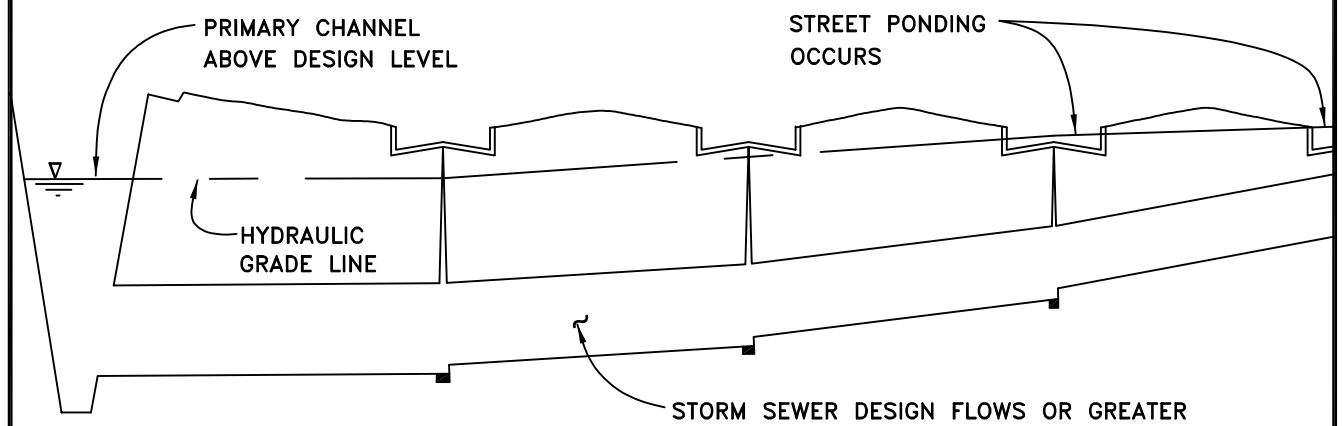 PRIMARY CHANNEL
ABOVE DESIGN LEVEL
STREET PONDING
OCCURS
HYDRAULIC
GRADE LINE
STORM SEWER DESIGN FLOWS OR GREATER